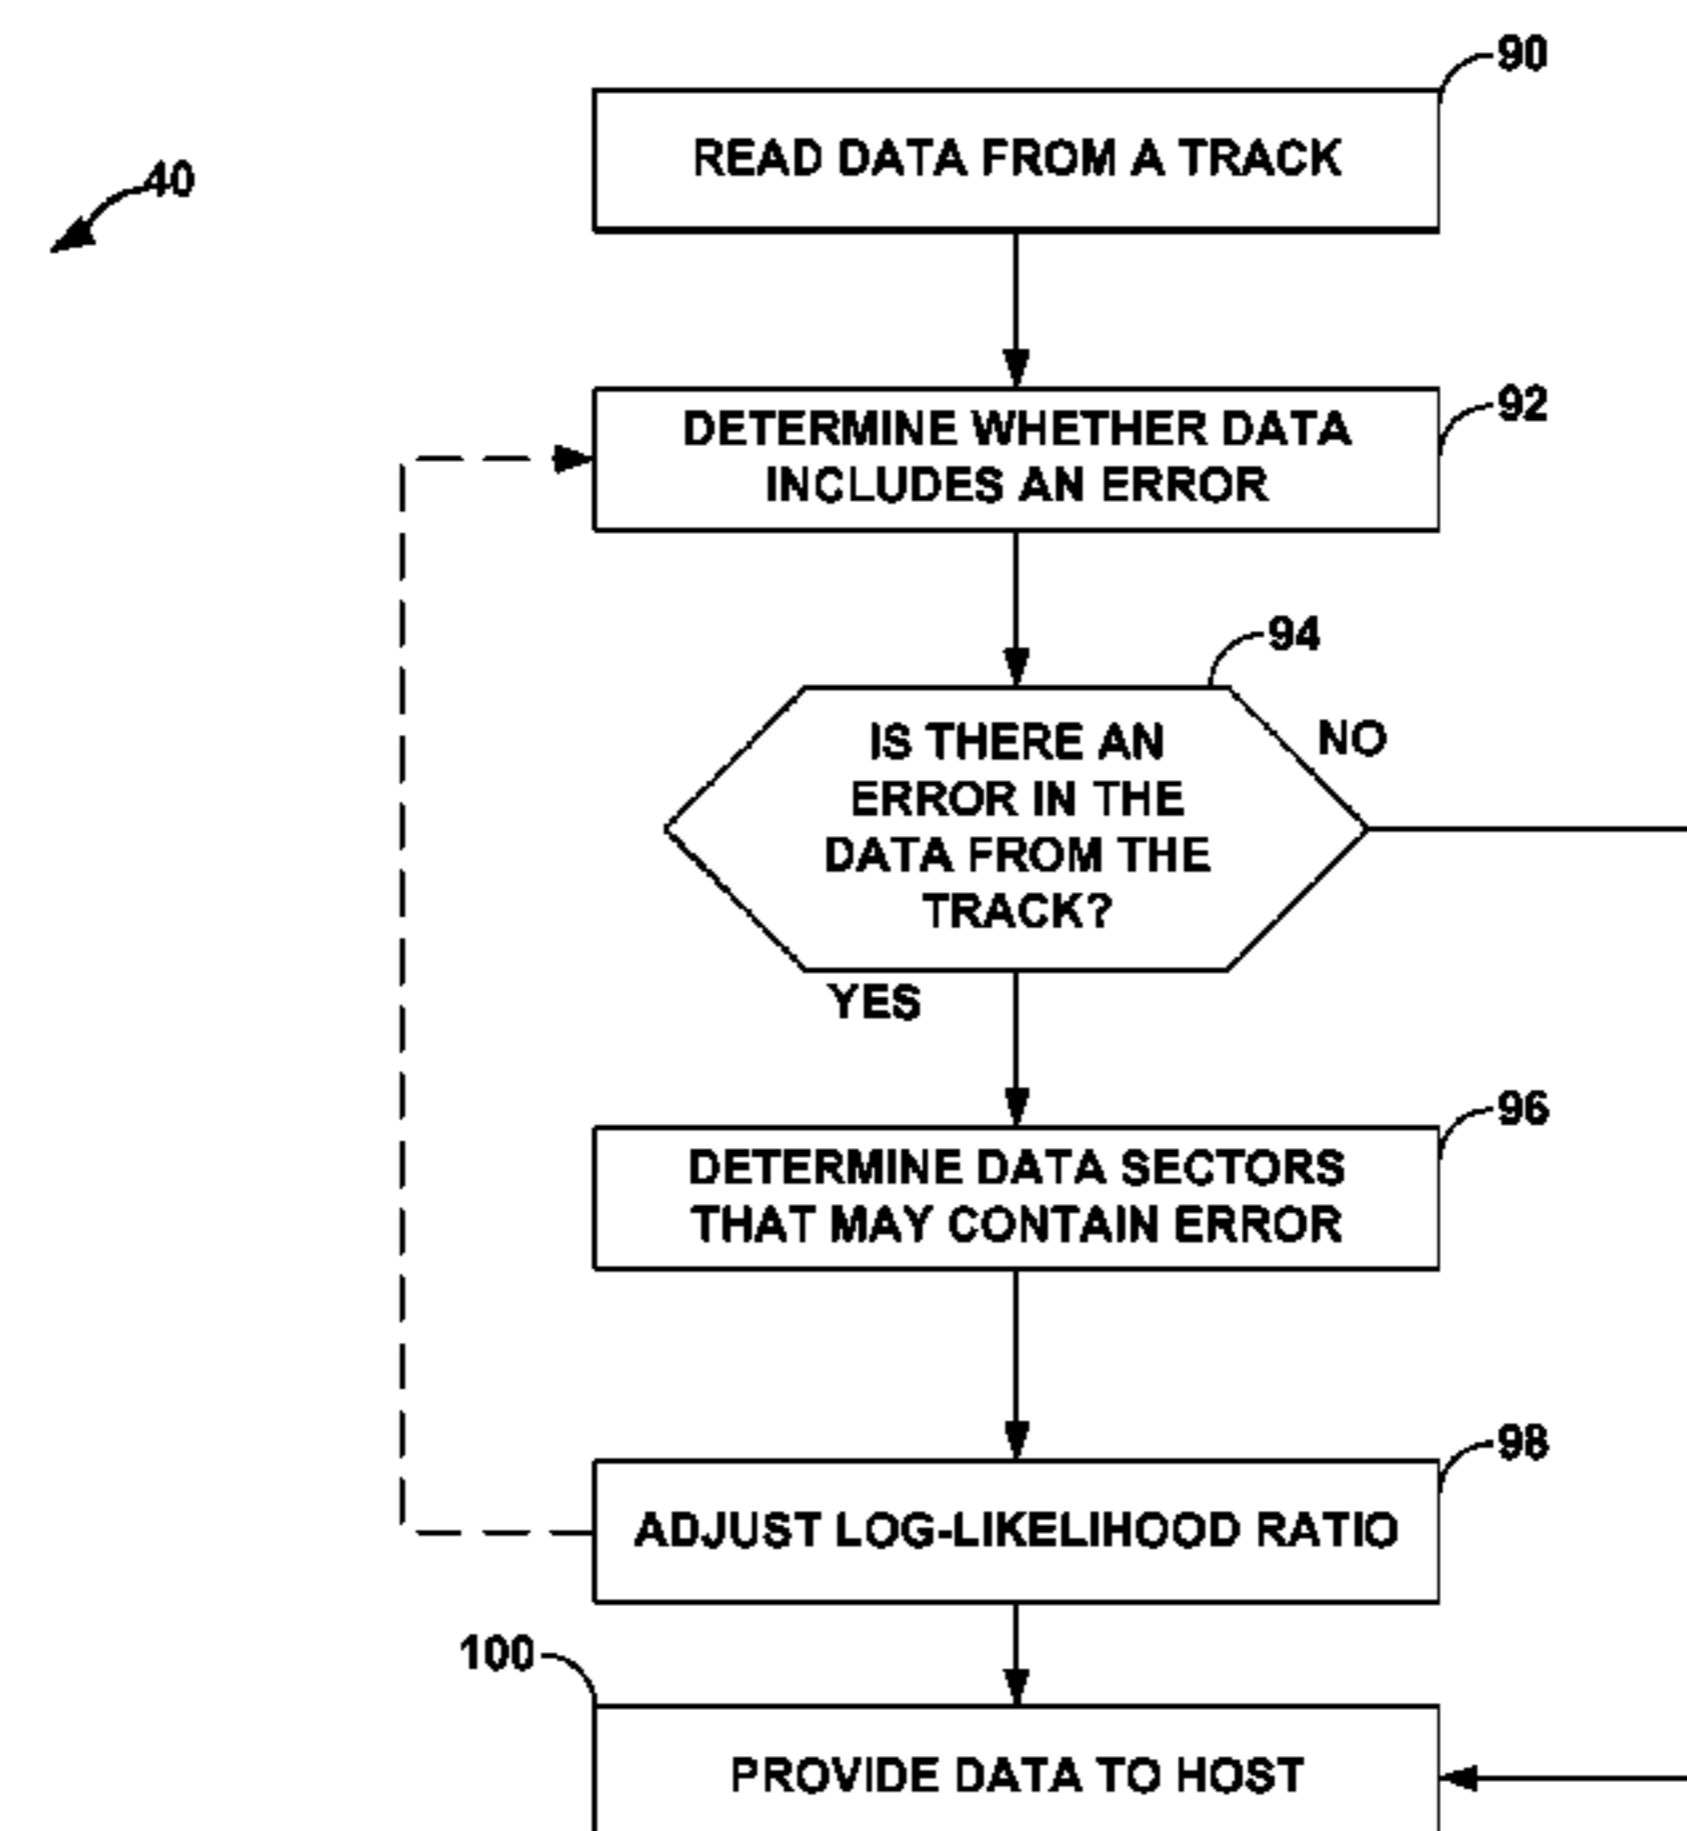 90
READ DATA FROM A TRACK
40
92
DETERMINE WHETHER DATA
INCLUDES AN ERROR
94
IS THERE AN
ERROR IN THE
DATA FROM THE
TRACK?
NO
YES
96
DETERMINE DATA SECTORS
THAT MAY CONTAIN ERROR
98
ADJUST LOG-LIKELIHOOD RATIO
100
PROVIDE DATA TO HOST